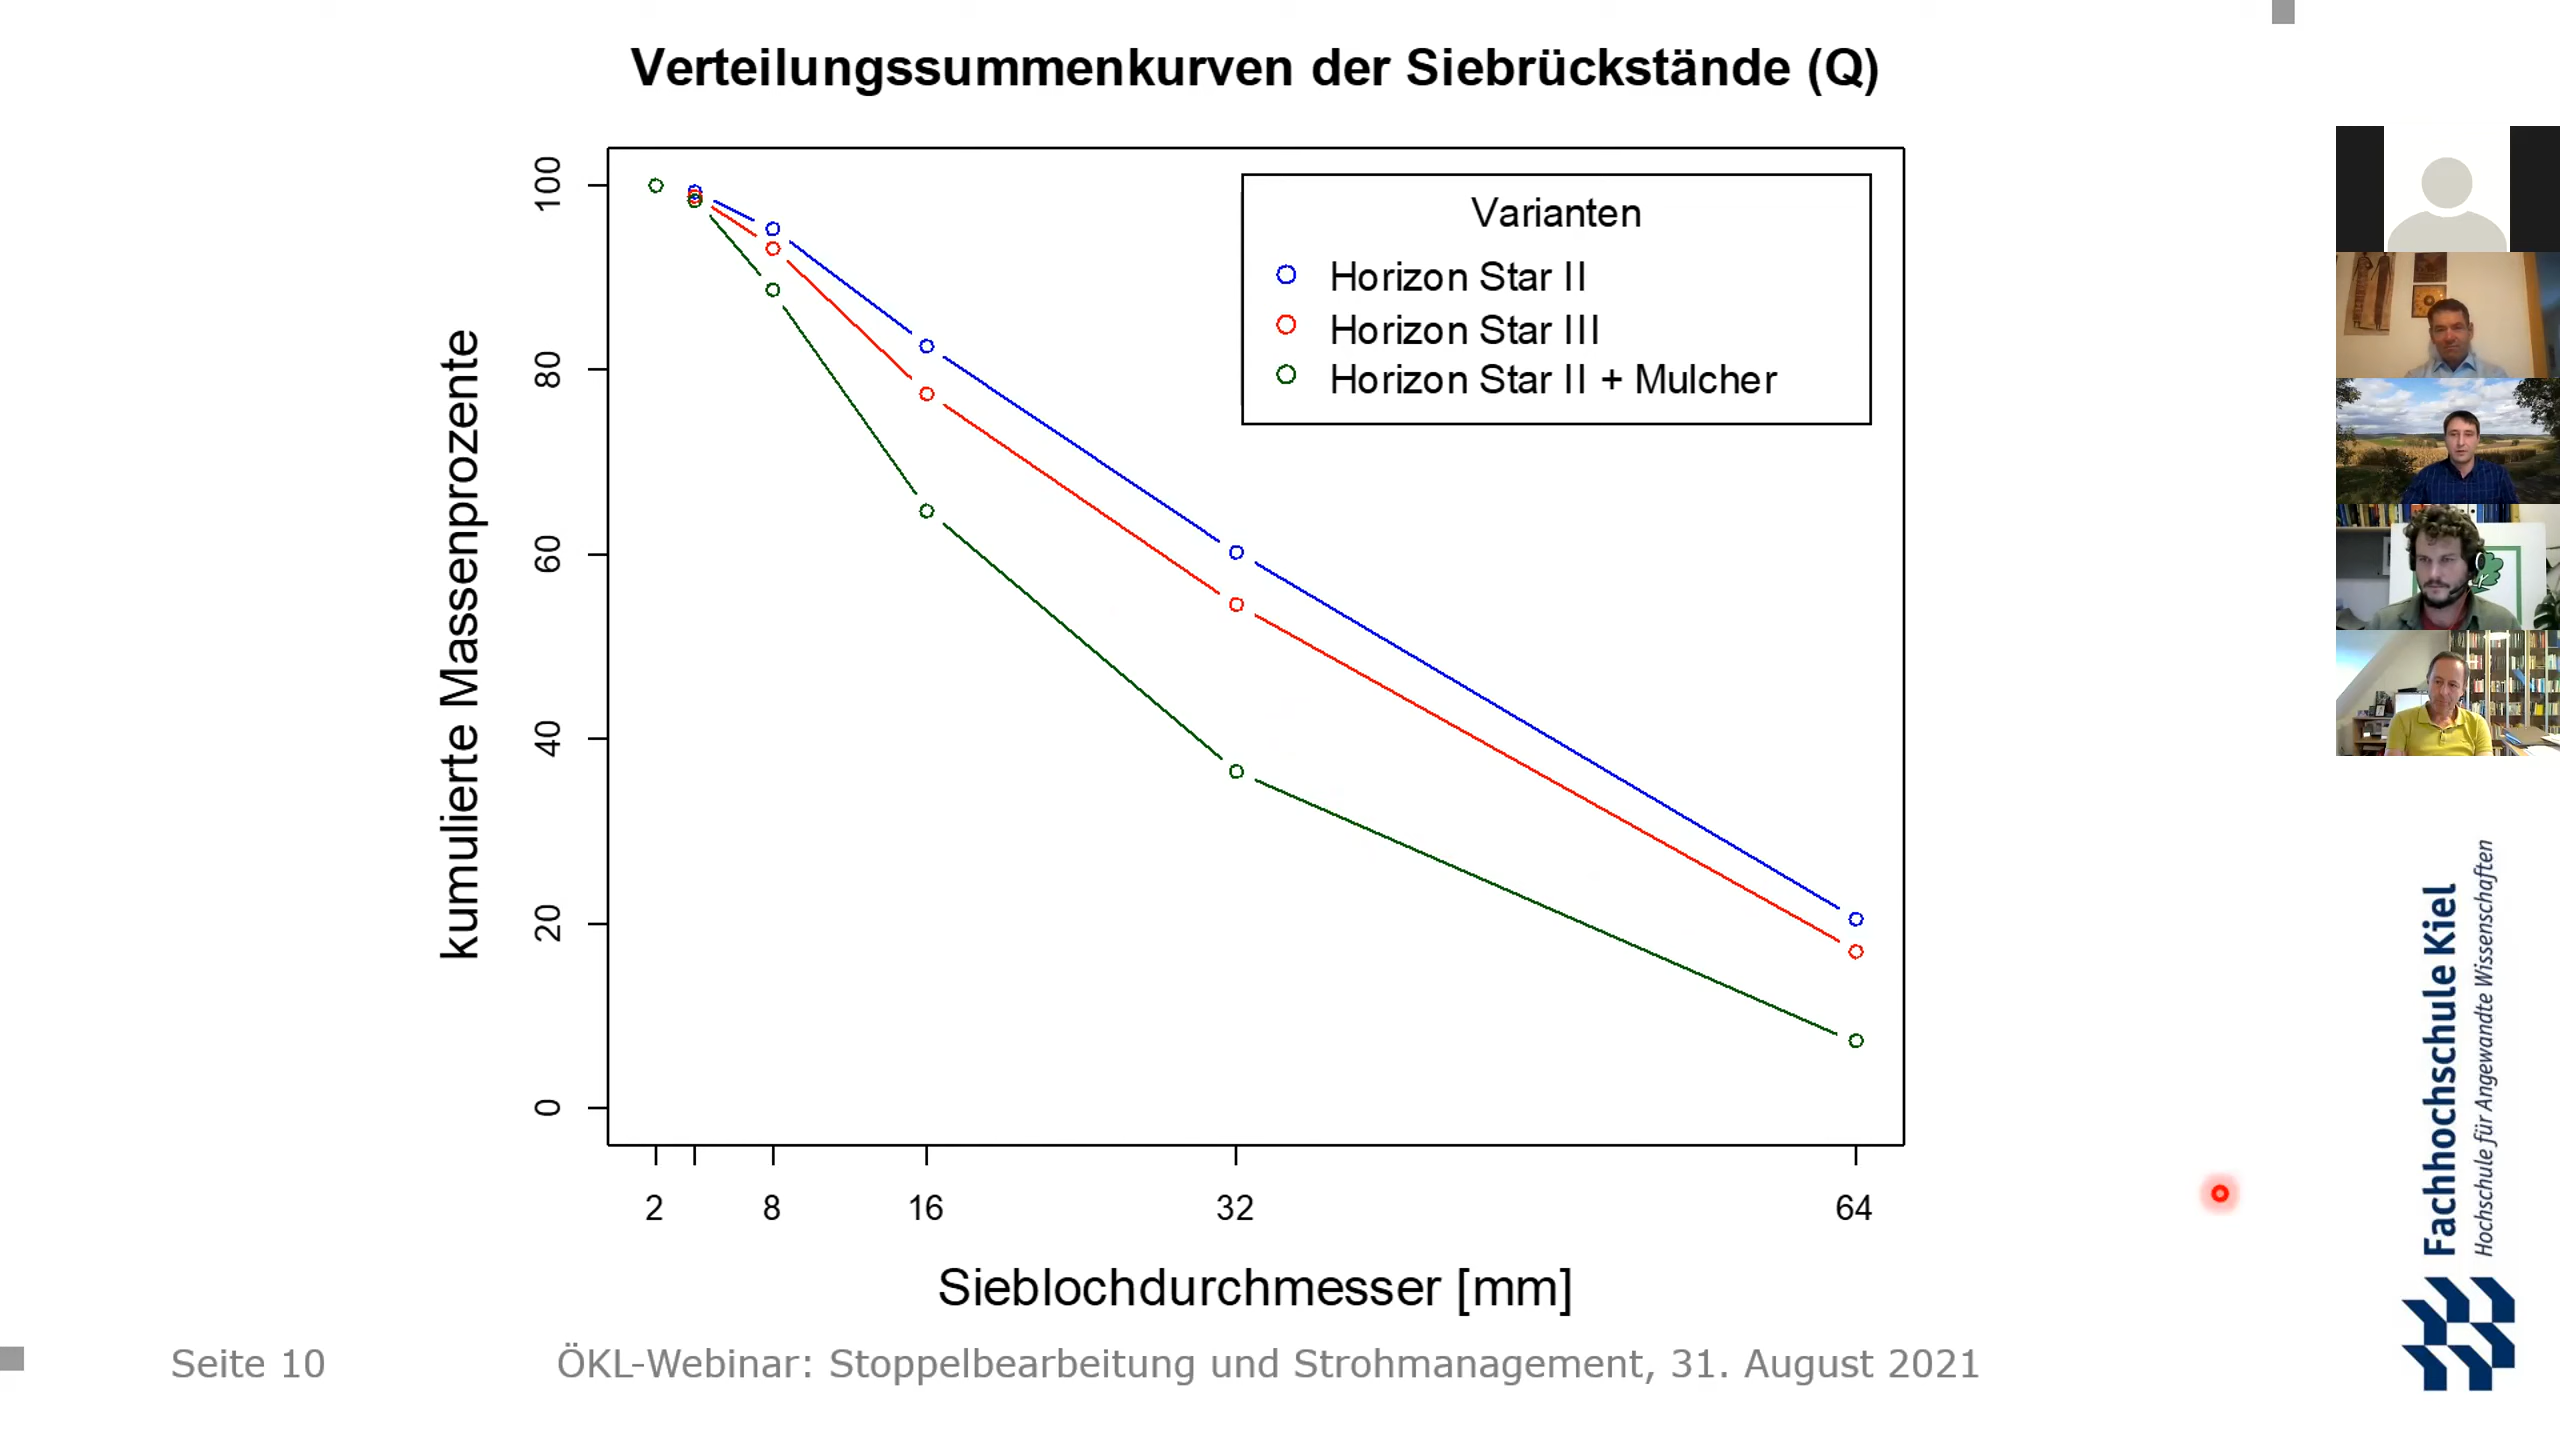 Verteilungssummenkurven der Siebrückstände (Q)
kumulierte Massenprozente
100
80
60
40
20
0
Varianten
Horizon Star II
Horizon Star III
Horizon Star II + Mulcher
2
8
16
32
64
Sieblochdurchmesser [mm]
Seite 10
ÖKL-Webinar: Stoppelbearbeitung und Strohmanagement, 31. August 2021
Fachhochschule Kiel
Hochschule für Angewandte Wissenschaften